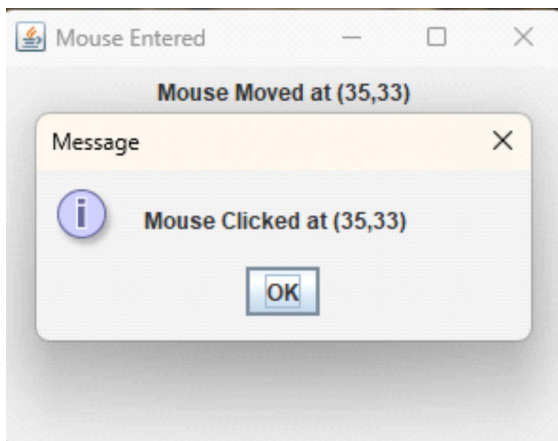 Mouse Entered
Mouse Moved at (35,33)
Message
Mouse Clicked at (35,33)
OK